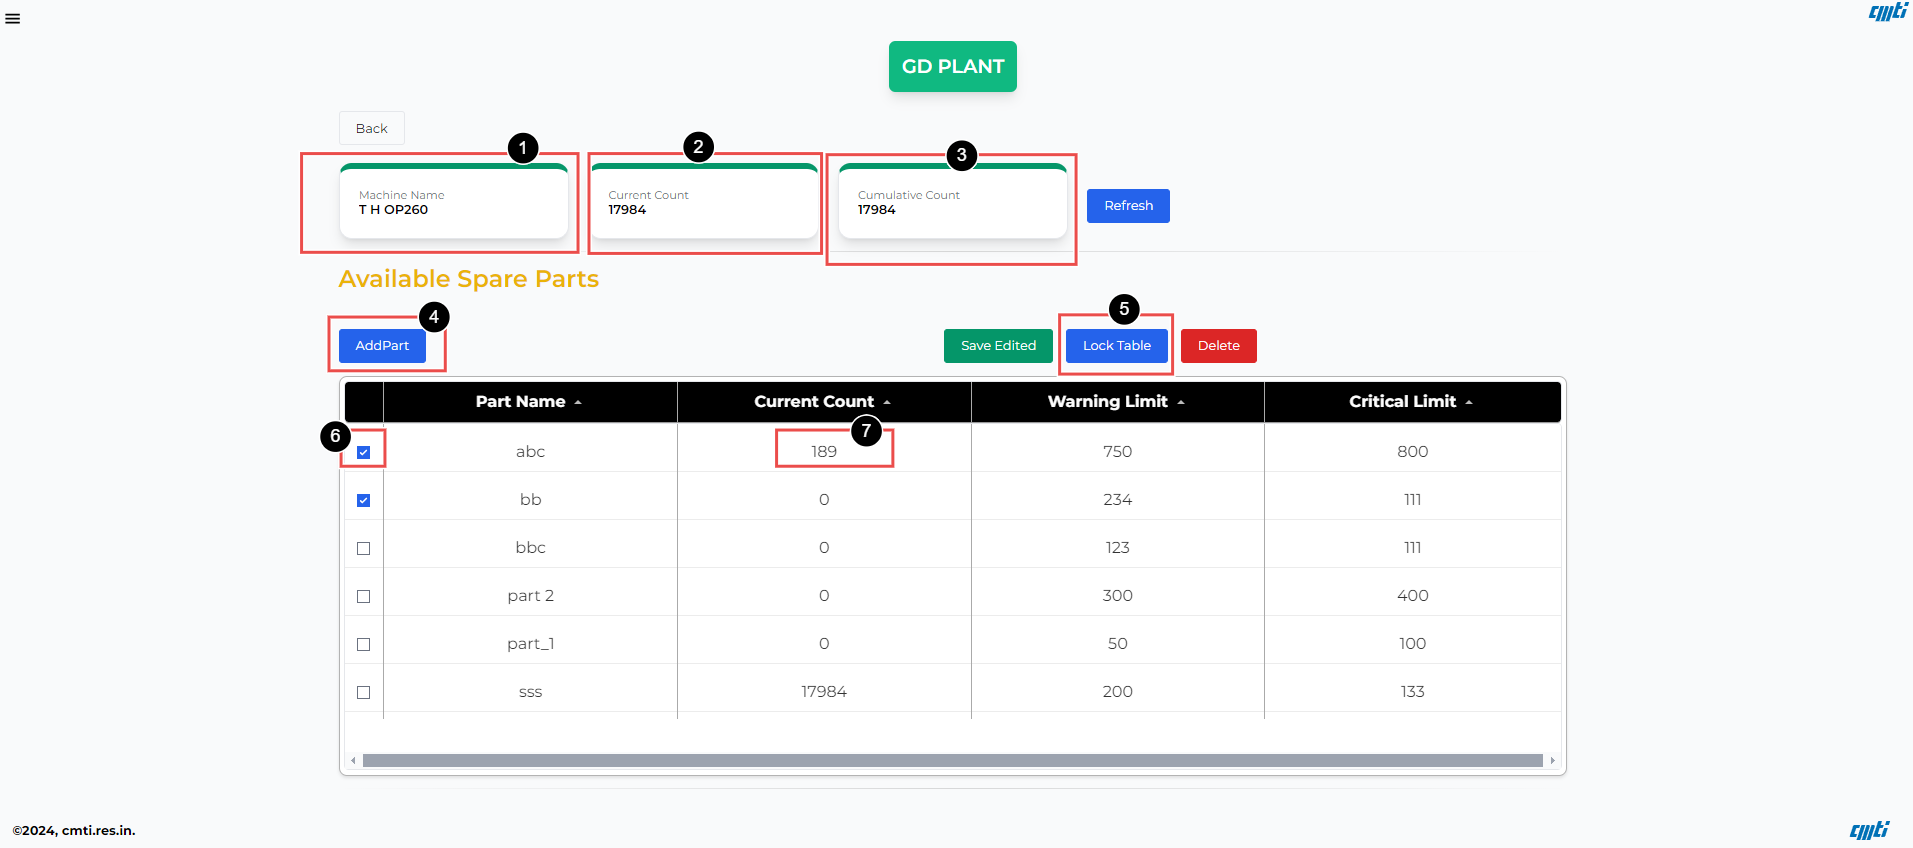 cmti
GD PLANT
Back
1
2
3
Machine Name
T H OP260
Current Count
17984
Cumulative Count
17984
Refresh
Available Spare Parts
4
5
AddPart
Save Edited
Lock Table
Delete
Part Name
Current Count
Warning Limit
Critical Limit
6
7
abc 189 750 800
bb 0 234 111
bbc 0 123 111
part 2 0 300 400
part_1 0 50 100
sss 17984 200 133
©2024, cmti.res.in.
cmti